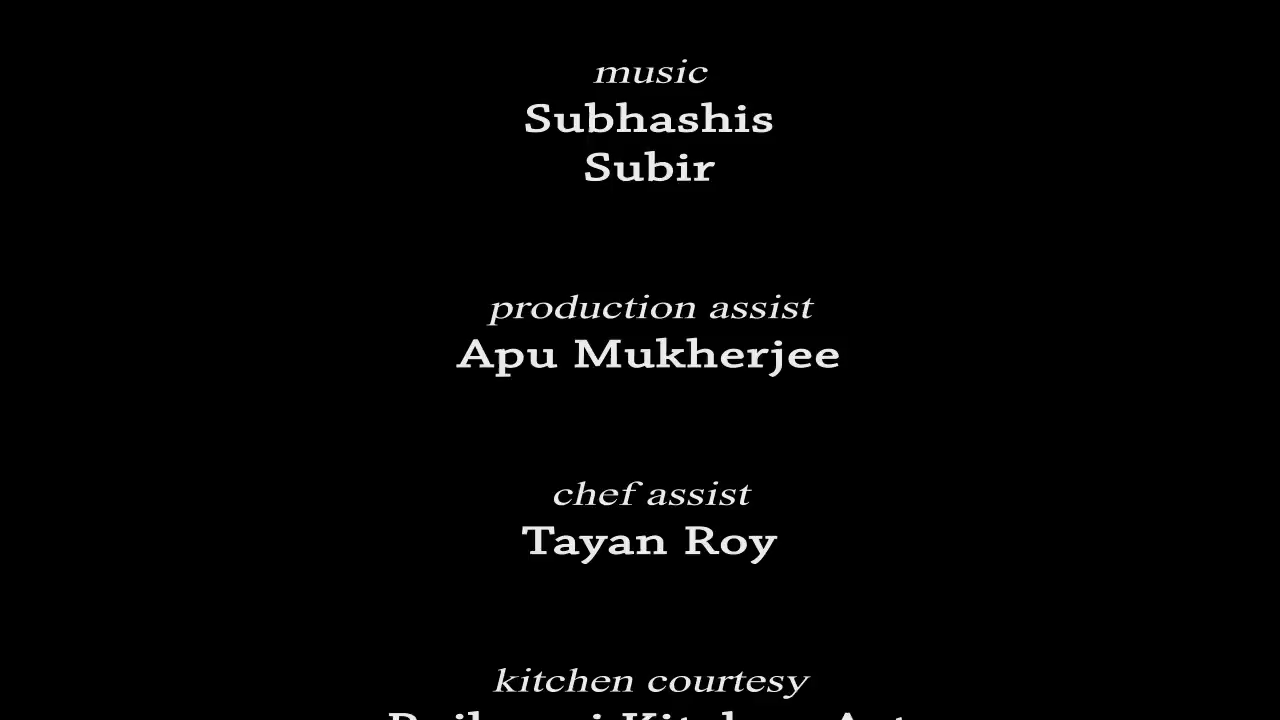 music
Subhashis
Subir
production assist
Apu Mukherjee
chef assist
Tayan Roy
kitchen courtesy